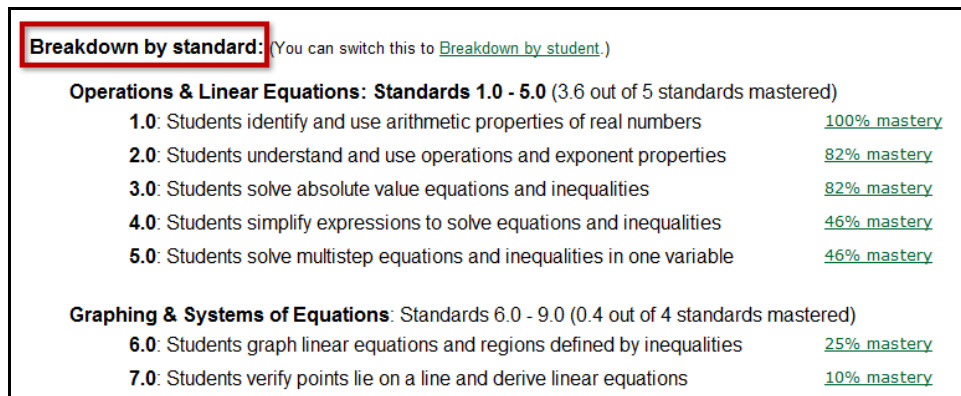 Breakdown by standard: (You can switch this to Breakdown by student.)
Operations & Linear Equations: Standards 1.0 - 5.0 (3.6 out of 5 standards mastered)
1.0: Students identify and use arithmetic properties of real numbers 100% mastery
2.0: Students understand and use operations and exponent properties 82% mastery
3.0: Students solve absolute value equations and inequalities 82% mastery
4.0: Students simplify expressions to solve equations and inequalities 46% mastery
5.0: Students solve multistep equations and inequalities in one variable 46% mastery
Graphing & Systems of Equations: Standards 6.0 - 9.0 (0.4 out of 4 standards mastered)
6.0: Students graph linear equations and regions defined by inequalities 25% mastery
7.0: Students verify points lie on a line and derive linear equations 10% mastery